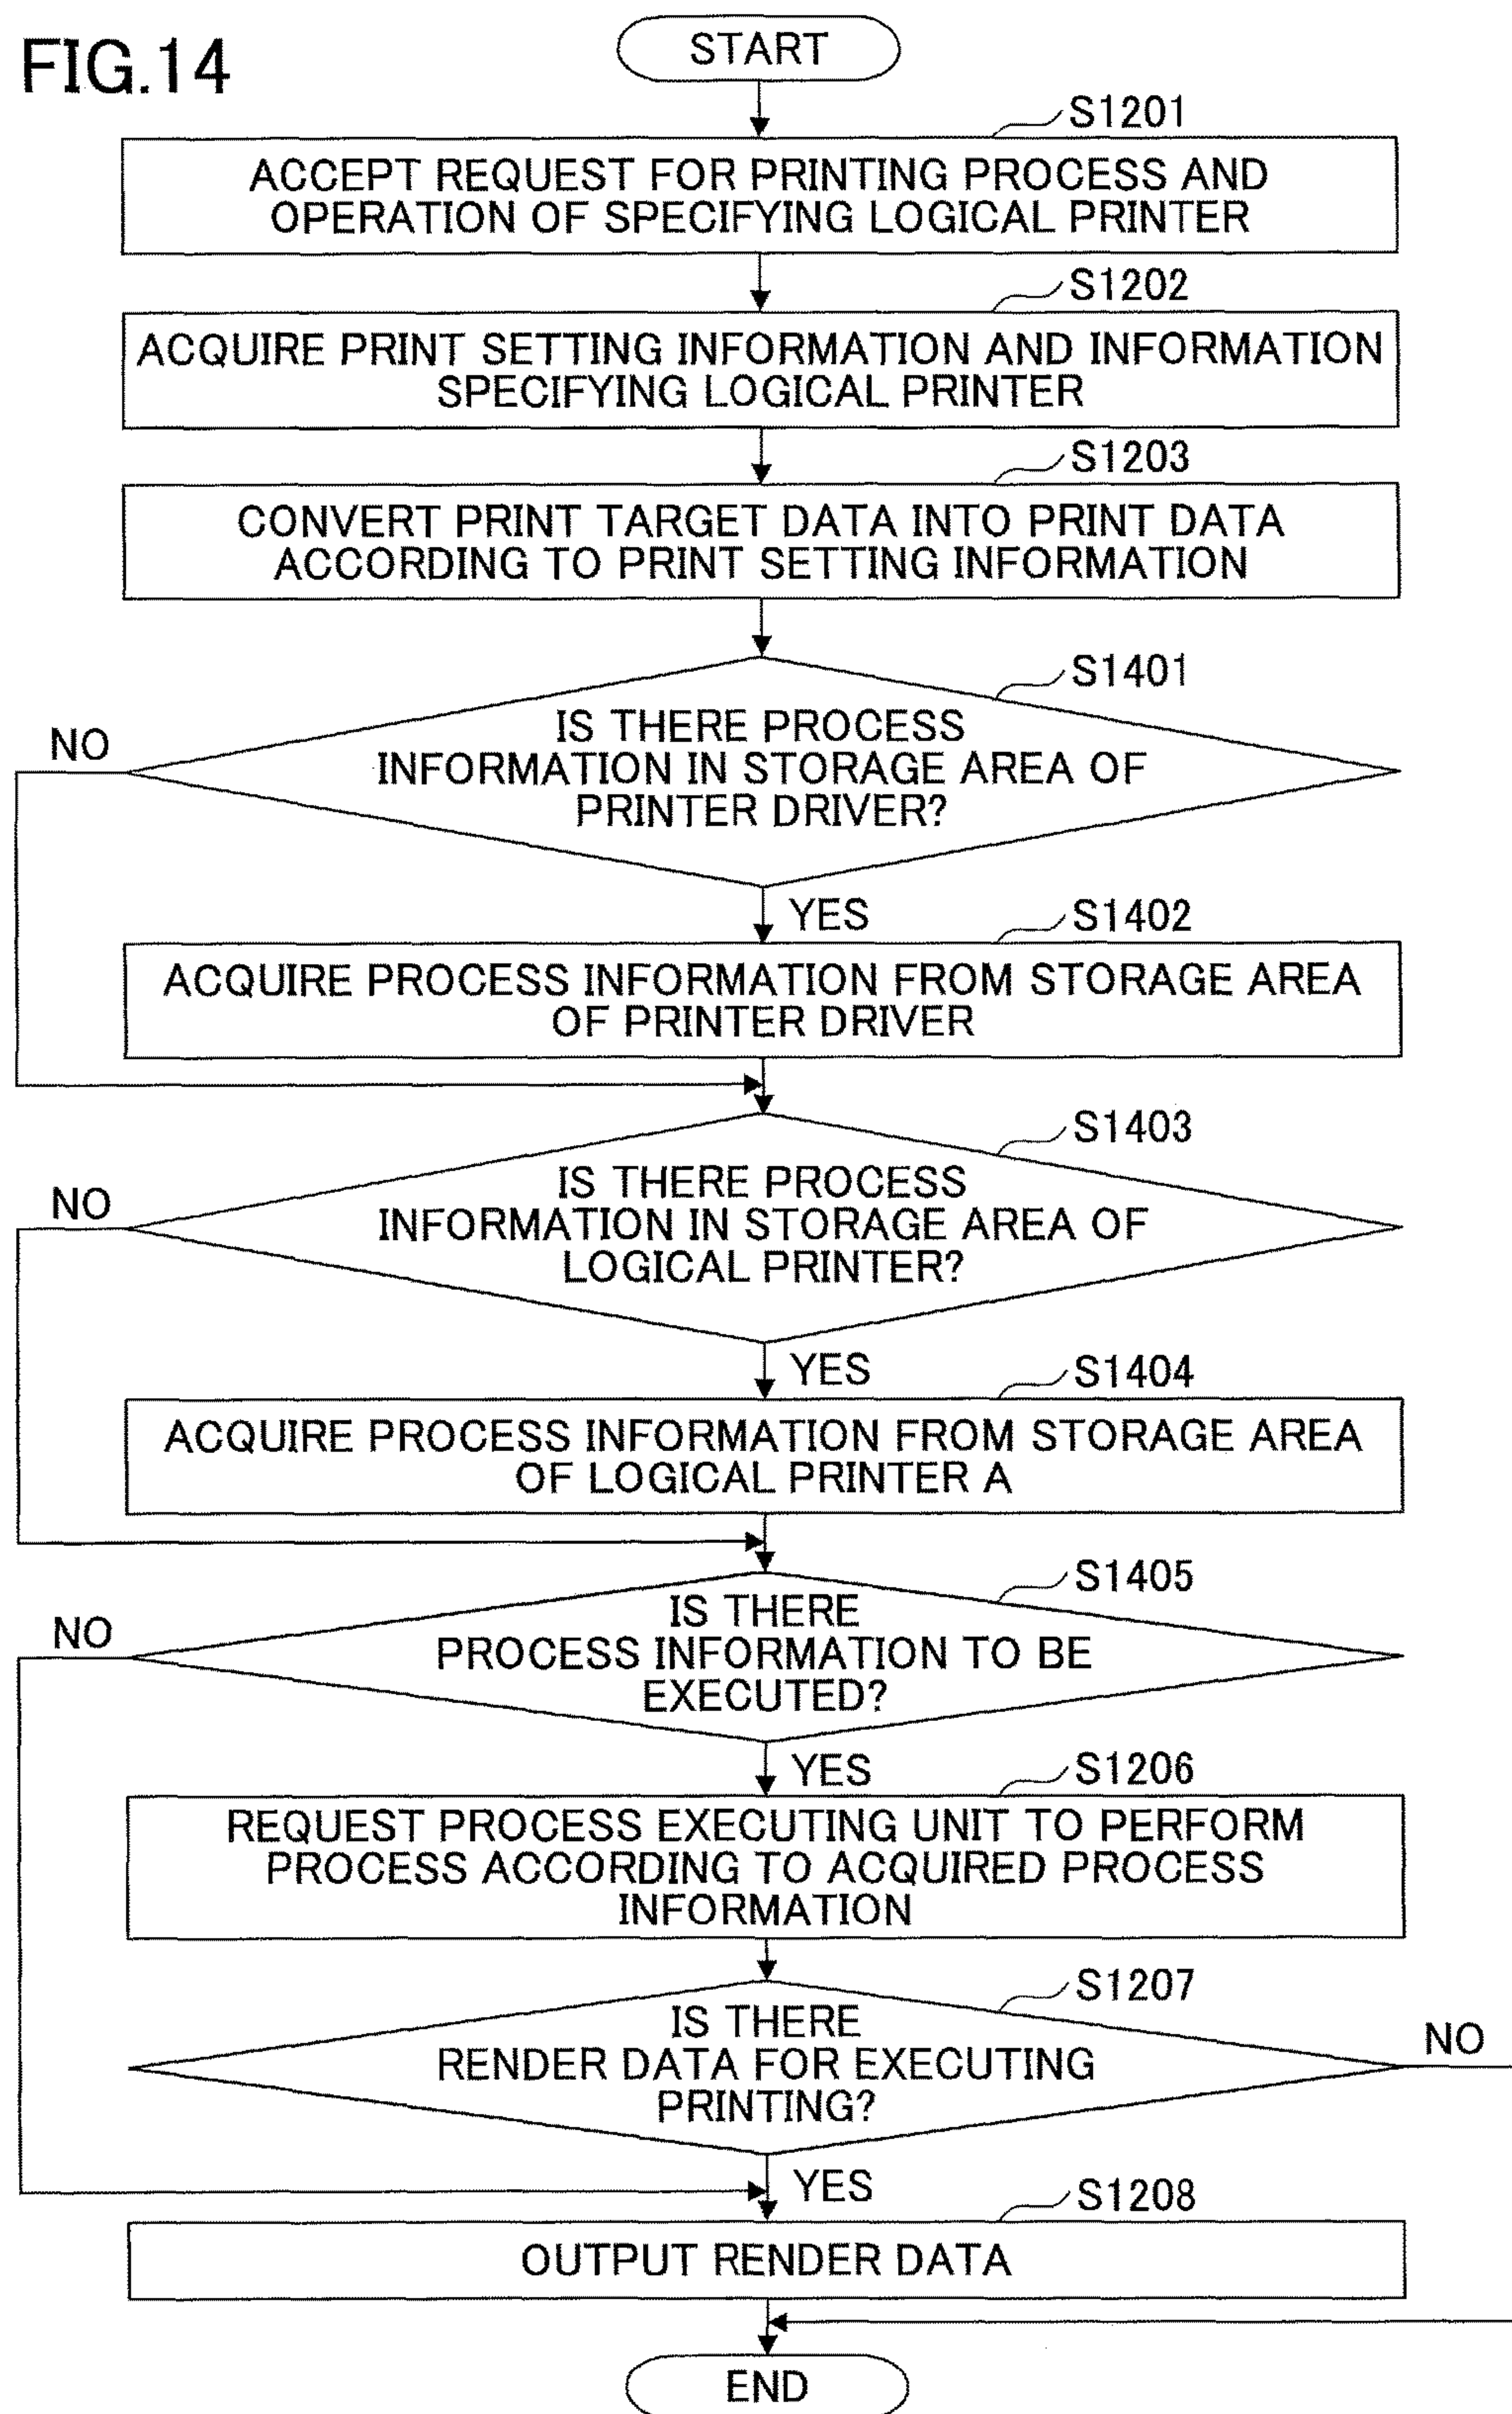 FIG.14
START
S1201
ACCEPT REQUEST FOR PRINTING PROCESS AND
OPERATION OF SPECIFYING LOGICAL PRINTER
S1202
ACQUIRE PRINT SETTING INFORMATION AND INFORMATION
SPECIFYING LOGICAL PRINTER
S1203
CONVERT PRINT TARGET DATA INTO PRINT DATA
ACCORDING TO PRINT SETTING INFORMATION
S1401
NO
IS THERE PROCESS
INFORMATION IN STORAGE AREA OF
PRINTER DRIVER?
YES
S1402
ACQUIRE PROCESS INFORMATION FROM STORAGE AREA
OF PRINTER DRIVER
S1403
NO
IS THERE PROCESS
INFORMATION IN STORAGE AREA OF
LOGICAL PRINTER?
YES
S1404
ACQUIRE PROCESS INFORMATION FROM STORAGE AREA
OF LOGICAL PRINTER A
S1405
NO
IS THERE
PROCESS INFORMATION TO BE
EXECUTED?
YES
S1206
REQUEST PROCESS EXECUTING UNIT TO PERFORM
PROCESS ACCORDING TO ACQUIRED PROCESS
INFORMATION
S1207
IS THERE
RENDER DATA FOR EXECUTING
PRINTING?
NO
YES
S1208
OUTPUT RENDER DATA
END